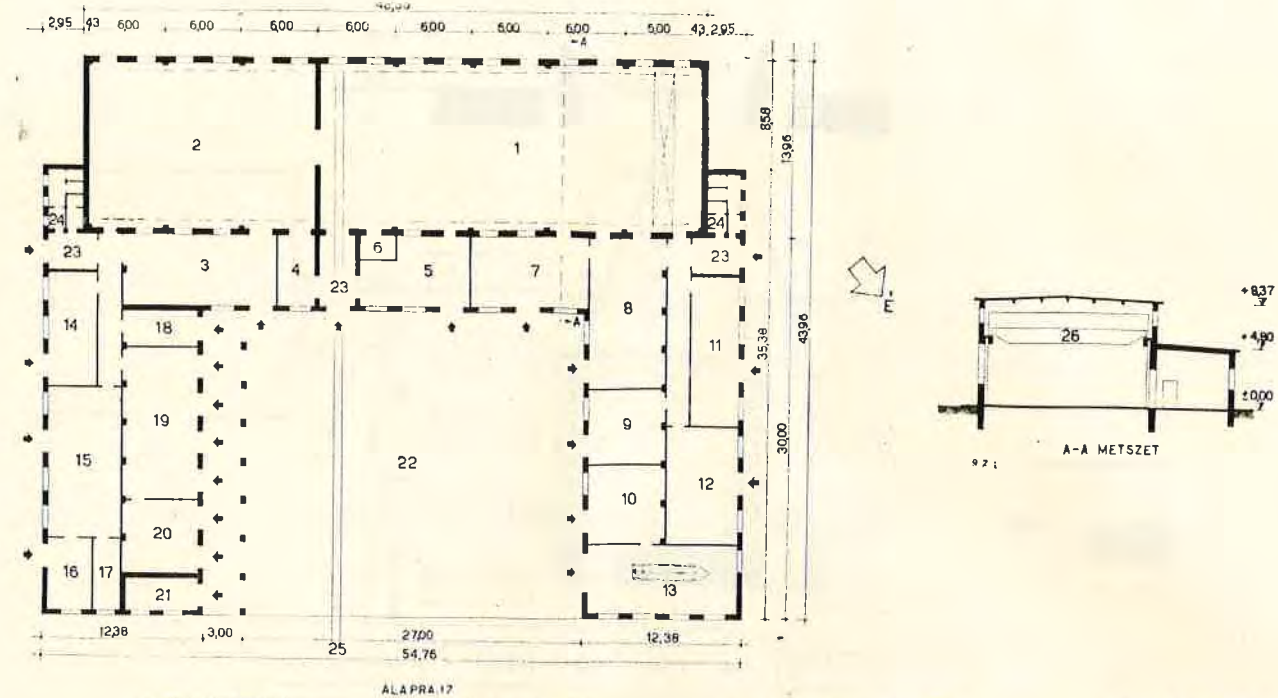 2,95 43 6,00 6,00 6,00 6,00 6,00 6,00 6,00 6,00 43 2,95
-A
2 1
8,58
13,96
24 24
23 3 4 23 6 5 7 8 23
-A
14 18 11
35,38
43,96
19 9
30,00
15 22 12
20 10
16 17 21 13
12,38 3,00 27,00 12,38
25
54,76
ALAPRAJZ
É
+8,37
+4,90
±0,00
26
A-A METSZET